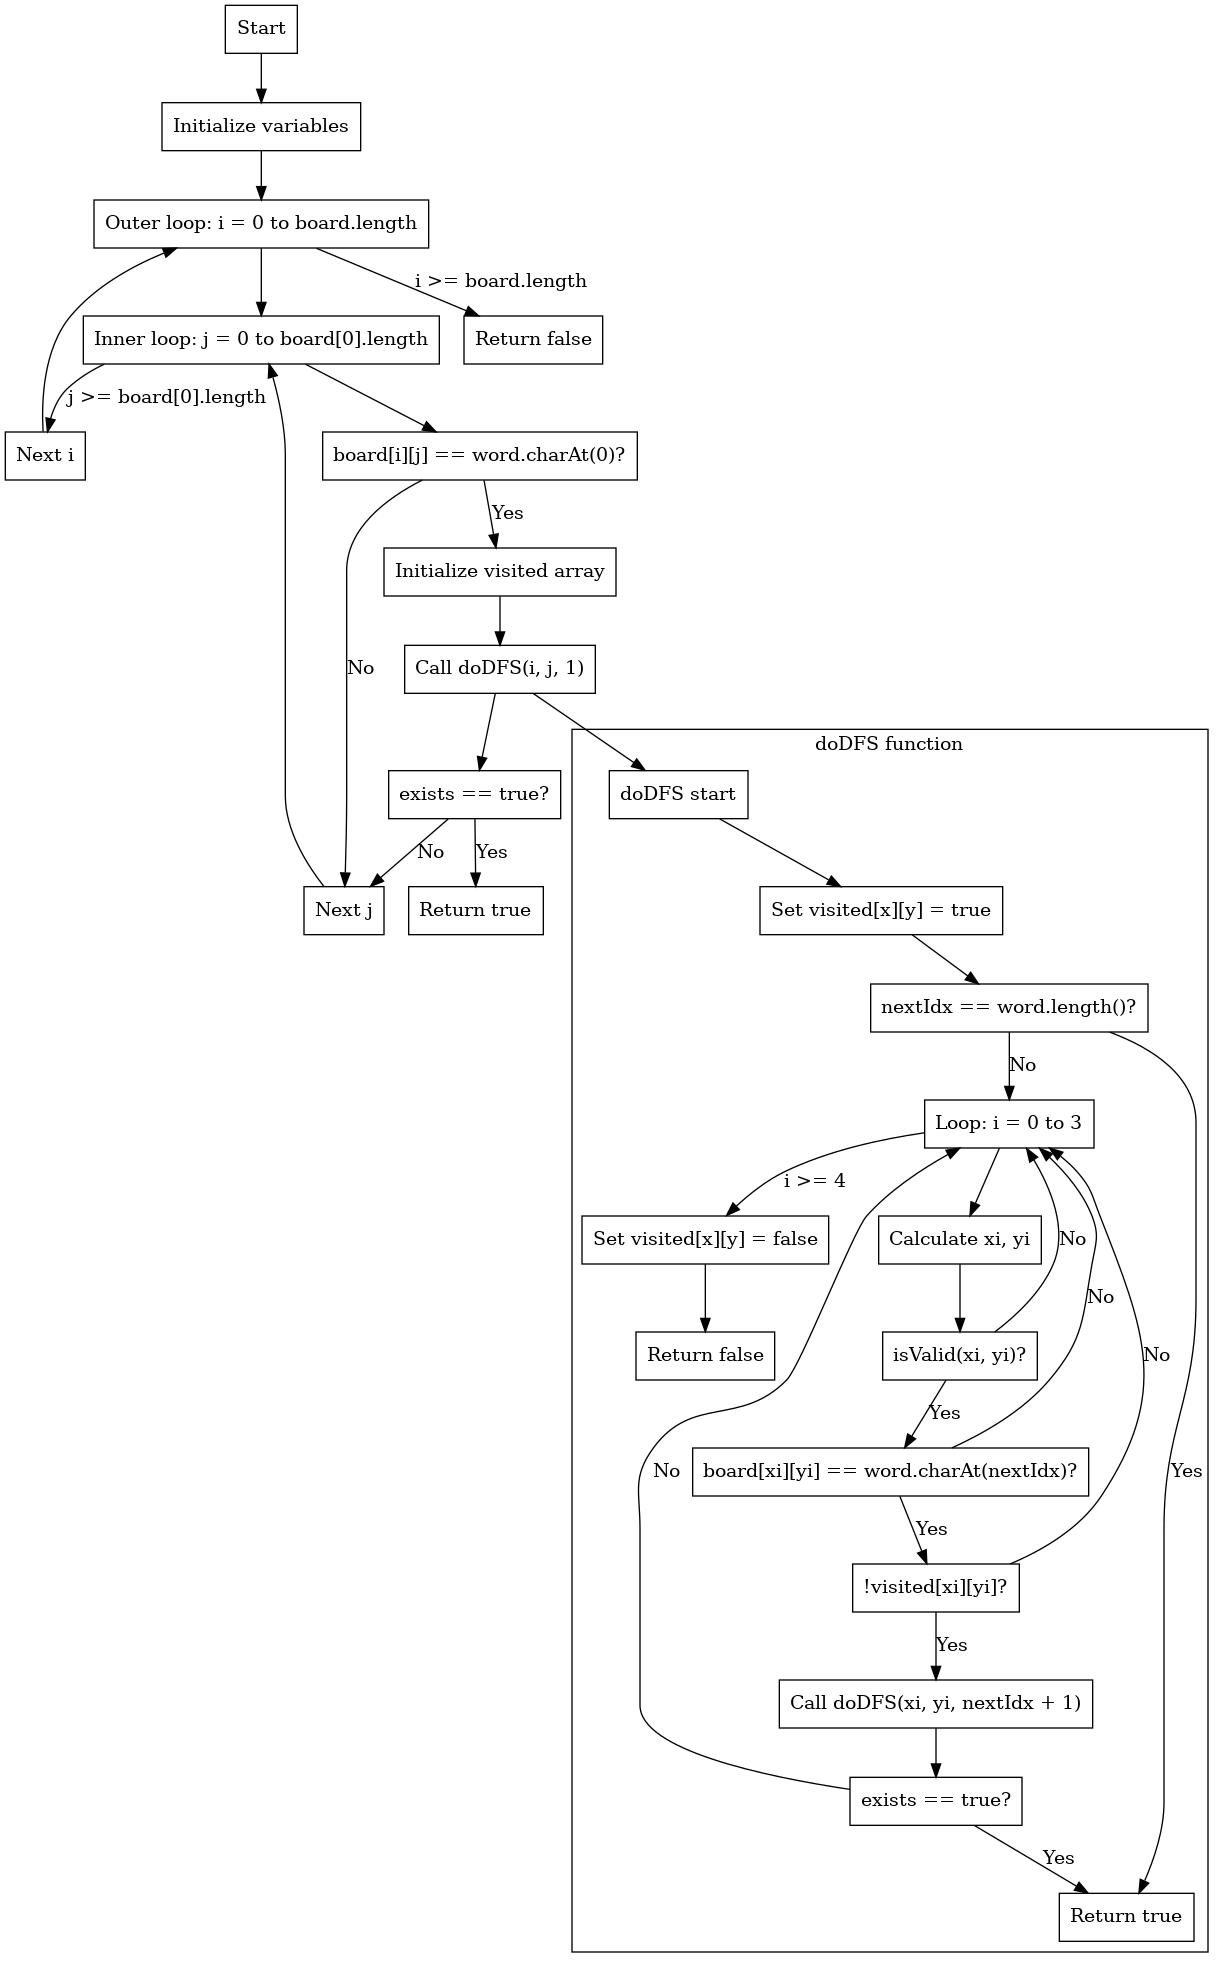 Start
Initialize variables
Outer loop: i = 0 to board.length
i >= board.length
Inner loop: j = 0 to board[0].length
Return false
j >= board[0].length
Next i
board[i][j] == word.charAt(0)?
Yes
Initialize visited array
No
Call doDFS(i, j, 1)
doDFS function
exists == true?
doDFS start
No
Yes
Next j
Return true
Set visited[x][y] = true
nextIdx == word.length()?
No
Loop: i = 0 to 3
i >= 4
Set visited[x][y] = false
Calculate xi, yi
No
No
Return false
isValid(xi, yi)?
No
Yes
No
board[xi][yi] == word.charAt(nextIdx)?
Yes
Yes
!visited[xi][yi]?
Yes
Call doDFS(xi, yi, nextIdx + 1)
exists == true?
Yes
Return true